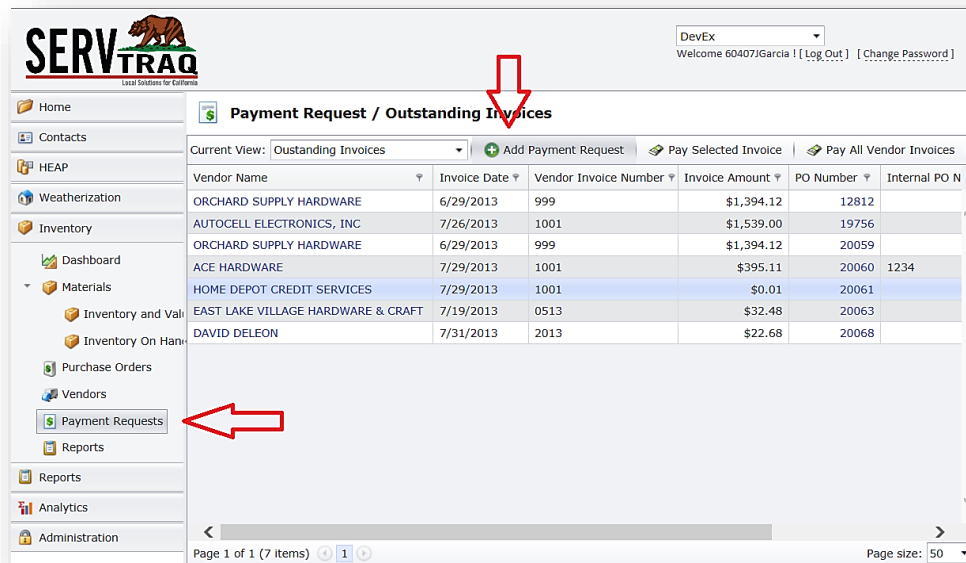 SERVTRAQ
Local Solutions for California
DevEx
Welcome 60407JGarcia ! [ Log Out ] [ Change Password ]
Home
Contacts
HEAP
Weatherization
Inventory
Dashboard
Materials
Inventory and Valu
Inventory On Hand
Purchase Orders
Vendors
Payment Requests
Reports
Reports
Analytics
Administration
Payment Request / Outstanding Invoices
Current View: Oustanding Invoices Add Payment Request Pay Selected Invoice Pay All Vendor Invoices
Vendor Name Invoice Date Vendor Invoice Number Invoice Amount PO Number Internal PO N
ORCHARD SUPPLY HARDWARE 6/29/2013 999 $1,394.12 12812
AUTOCELL ELECTRONICS, INC 7/26/2013 1001 $1,539.00 19756
ORCHARD SUPPLY HARDWARE 6/29/2013 999 $1,394.12 20059
ACE HARDWARE 7/29/2013 1001 $395.11 20060 1234
HOME DEPOT CREDIT SERVICES 7/29/2013 1001 $0.01 20061
EAST LAKE VILLAGE HARDWARE & CRAFT 7/19/2013 0513 $32.48 20063
DAVID DELEON 7/31/2013 2013 $22.68 20068
Page 1 of 1 (7 items) 1 Page size: 50